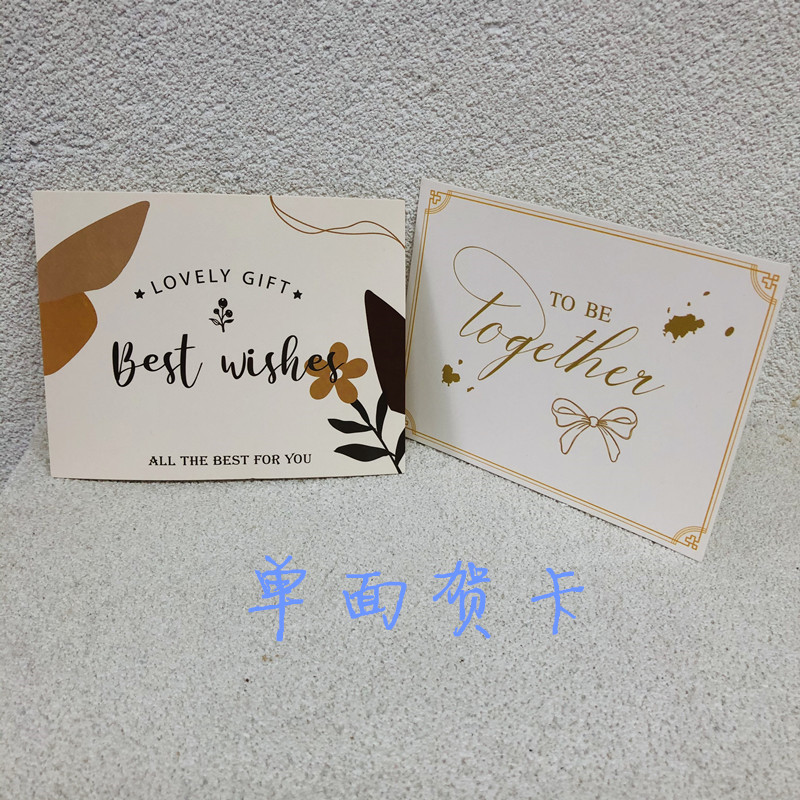 LOVELY GIFT
Best wishes
ALL THE BEST FOR YOU
TO BE
together
单面贺卡